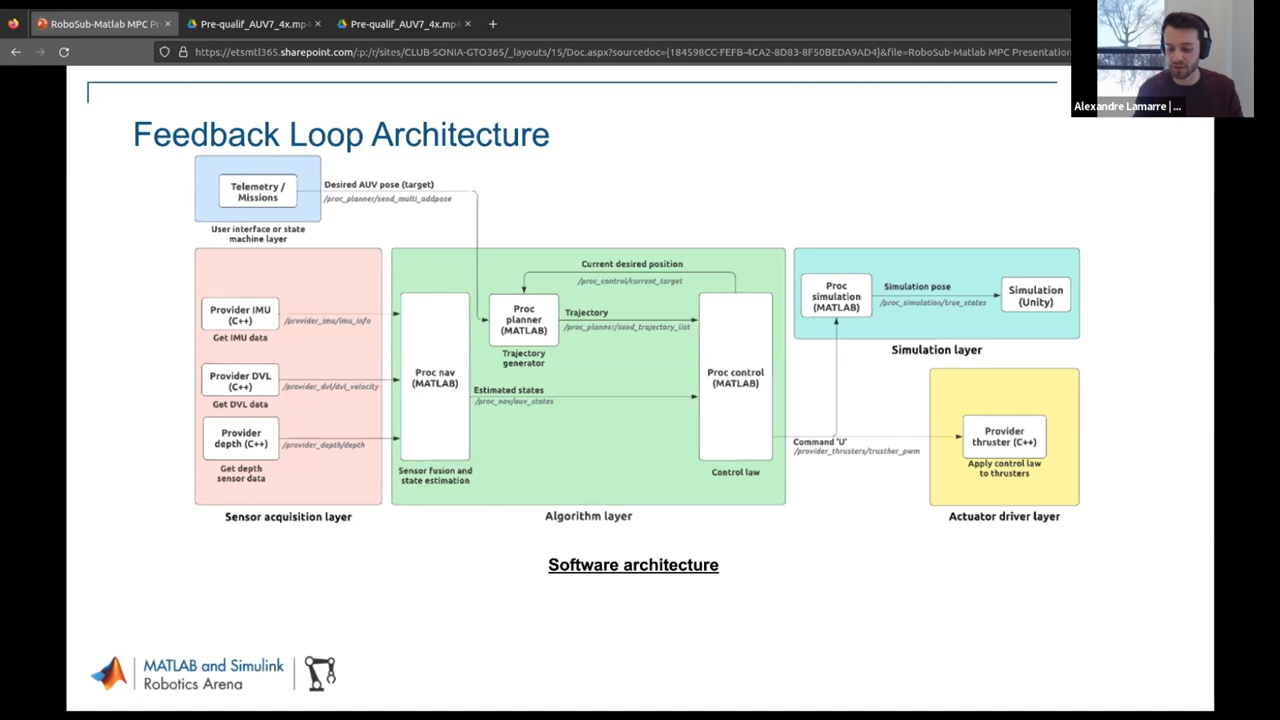 RoboSub-Matlab MPC Pr
Pre-qualif_AUV7_4x.mp4
Pre-qualif_AUV7_4x.mp4
https://etsmtl365.sharepoint.com/:p:/r/sites/CLUB-SONIA-GTO365/_layouts/15/Doc.aspx?sourcedoc={184598CC-FEFB-4CA2-8D83-8F50BEDA9AD4}&file=RoboSub-Matlab MPC Presentation
Alexandre Lamarre | ...
Feedback Loop Architecture
Telemetry /
Missions
Desired AUV pose (target)
/proc_planner/send_multi_addpose
User interface or state
machine layer
Provider IMU
(C++)
/provider_imu/imu_info
Get IMU data
Provider DVL
(C++)
/provider_dvl/dvl_velocity
Get DVL data
Provider
depth (C++)
/provider_depth/depth
Get depth
sensor data
Sensor acquisition layer
Proc nav
(MATLAB)
Sensor fusion and
state estimation
Current desired position
/proc_control/current_target
Proc
planner
(MATLAB)
Trajectory
/proc_planner/send_trajectory_list
Trajectory
generator
Estimated states
/proc_nav/auv_states
Proc control
(MATLAB)
Control law
Algorithm layer
Proc
simulation
(MATLAB)
Simulation pose
/proc_simulation/true_states
Simulation
(Unity)
Simulation layer
Command 'U'
/provider_thrusters/trusther_pwm
Provider
thruster (C++)
Apply control law
to thrusters
Actuator driver layer
Software architecture
MATLAB and Simulink
Robotics Arena